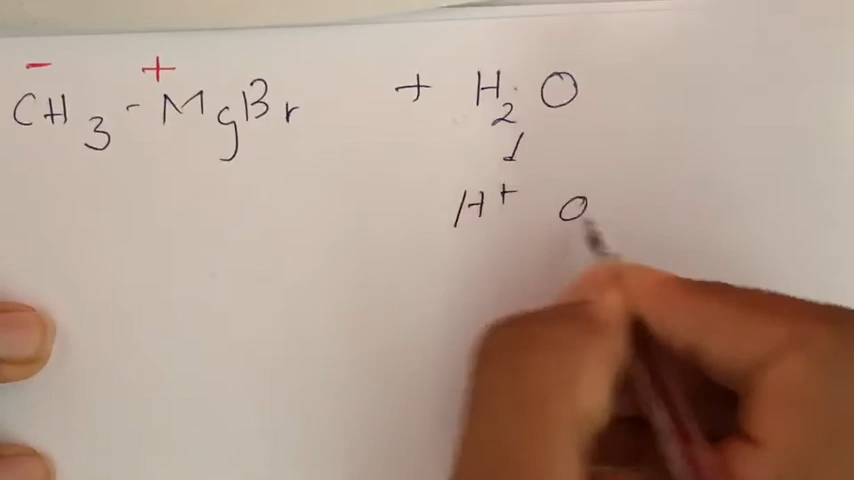 - +
CH3 - MgBr + H2O
↓
H+ O